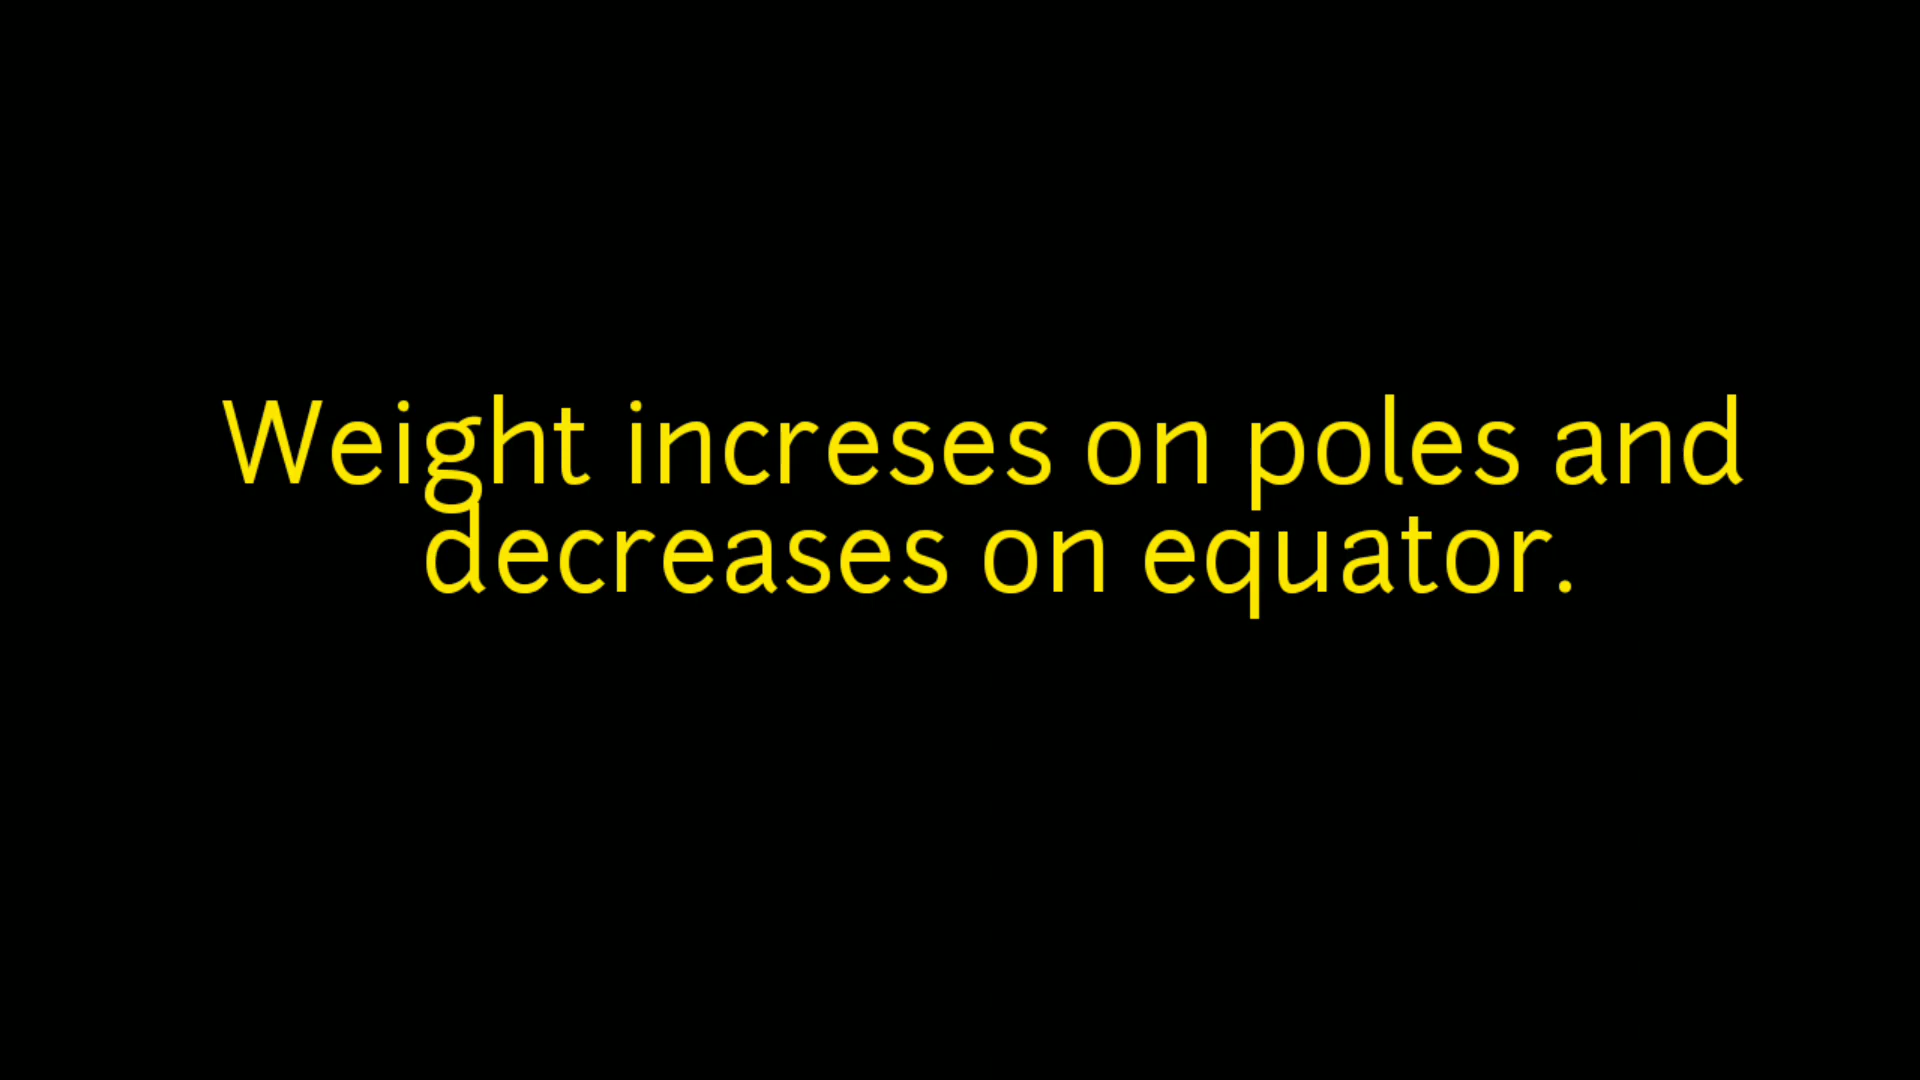 Weight increses on poles and
decreases on equator.